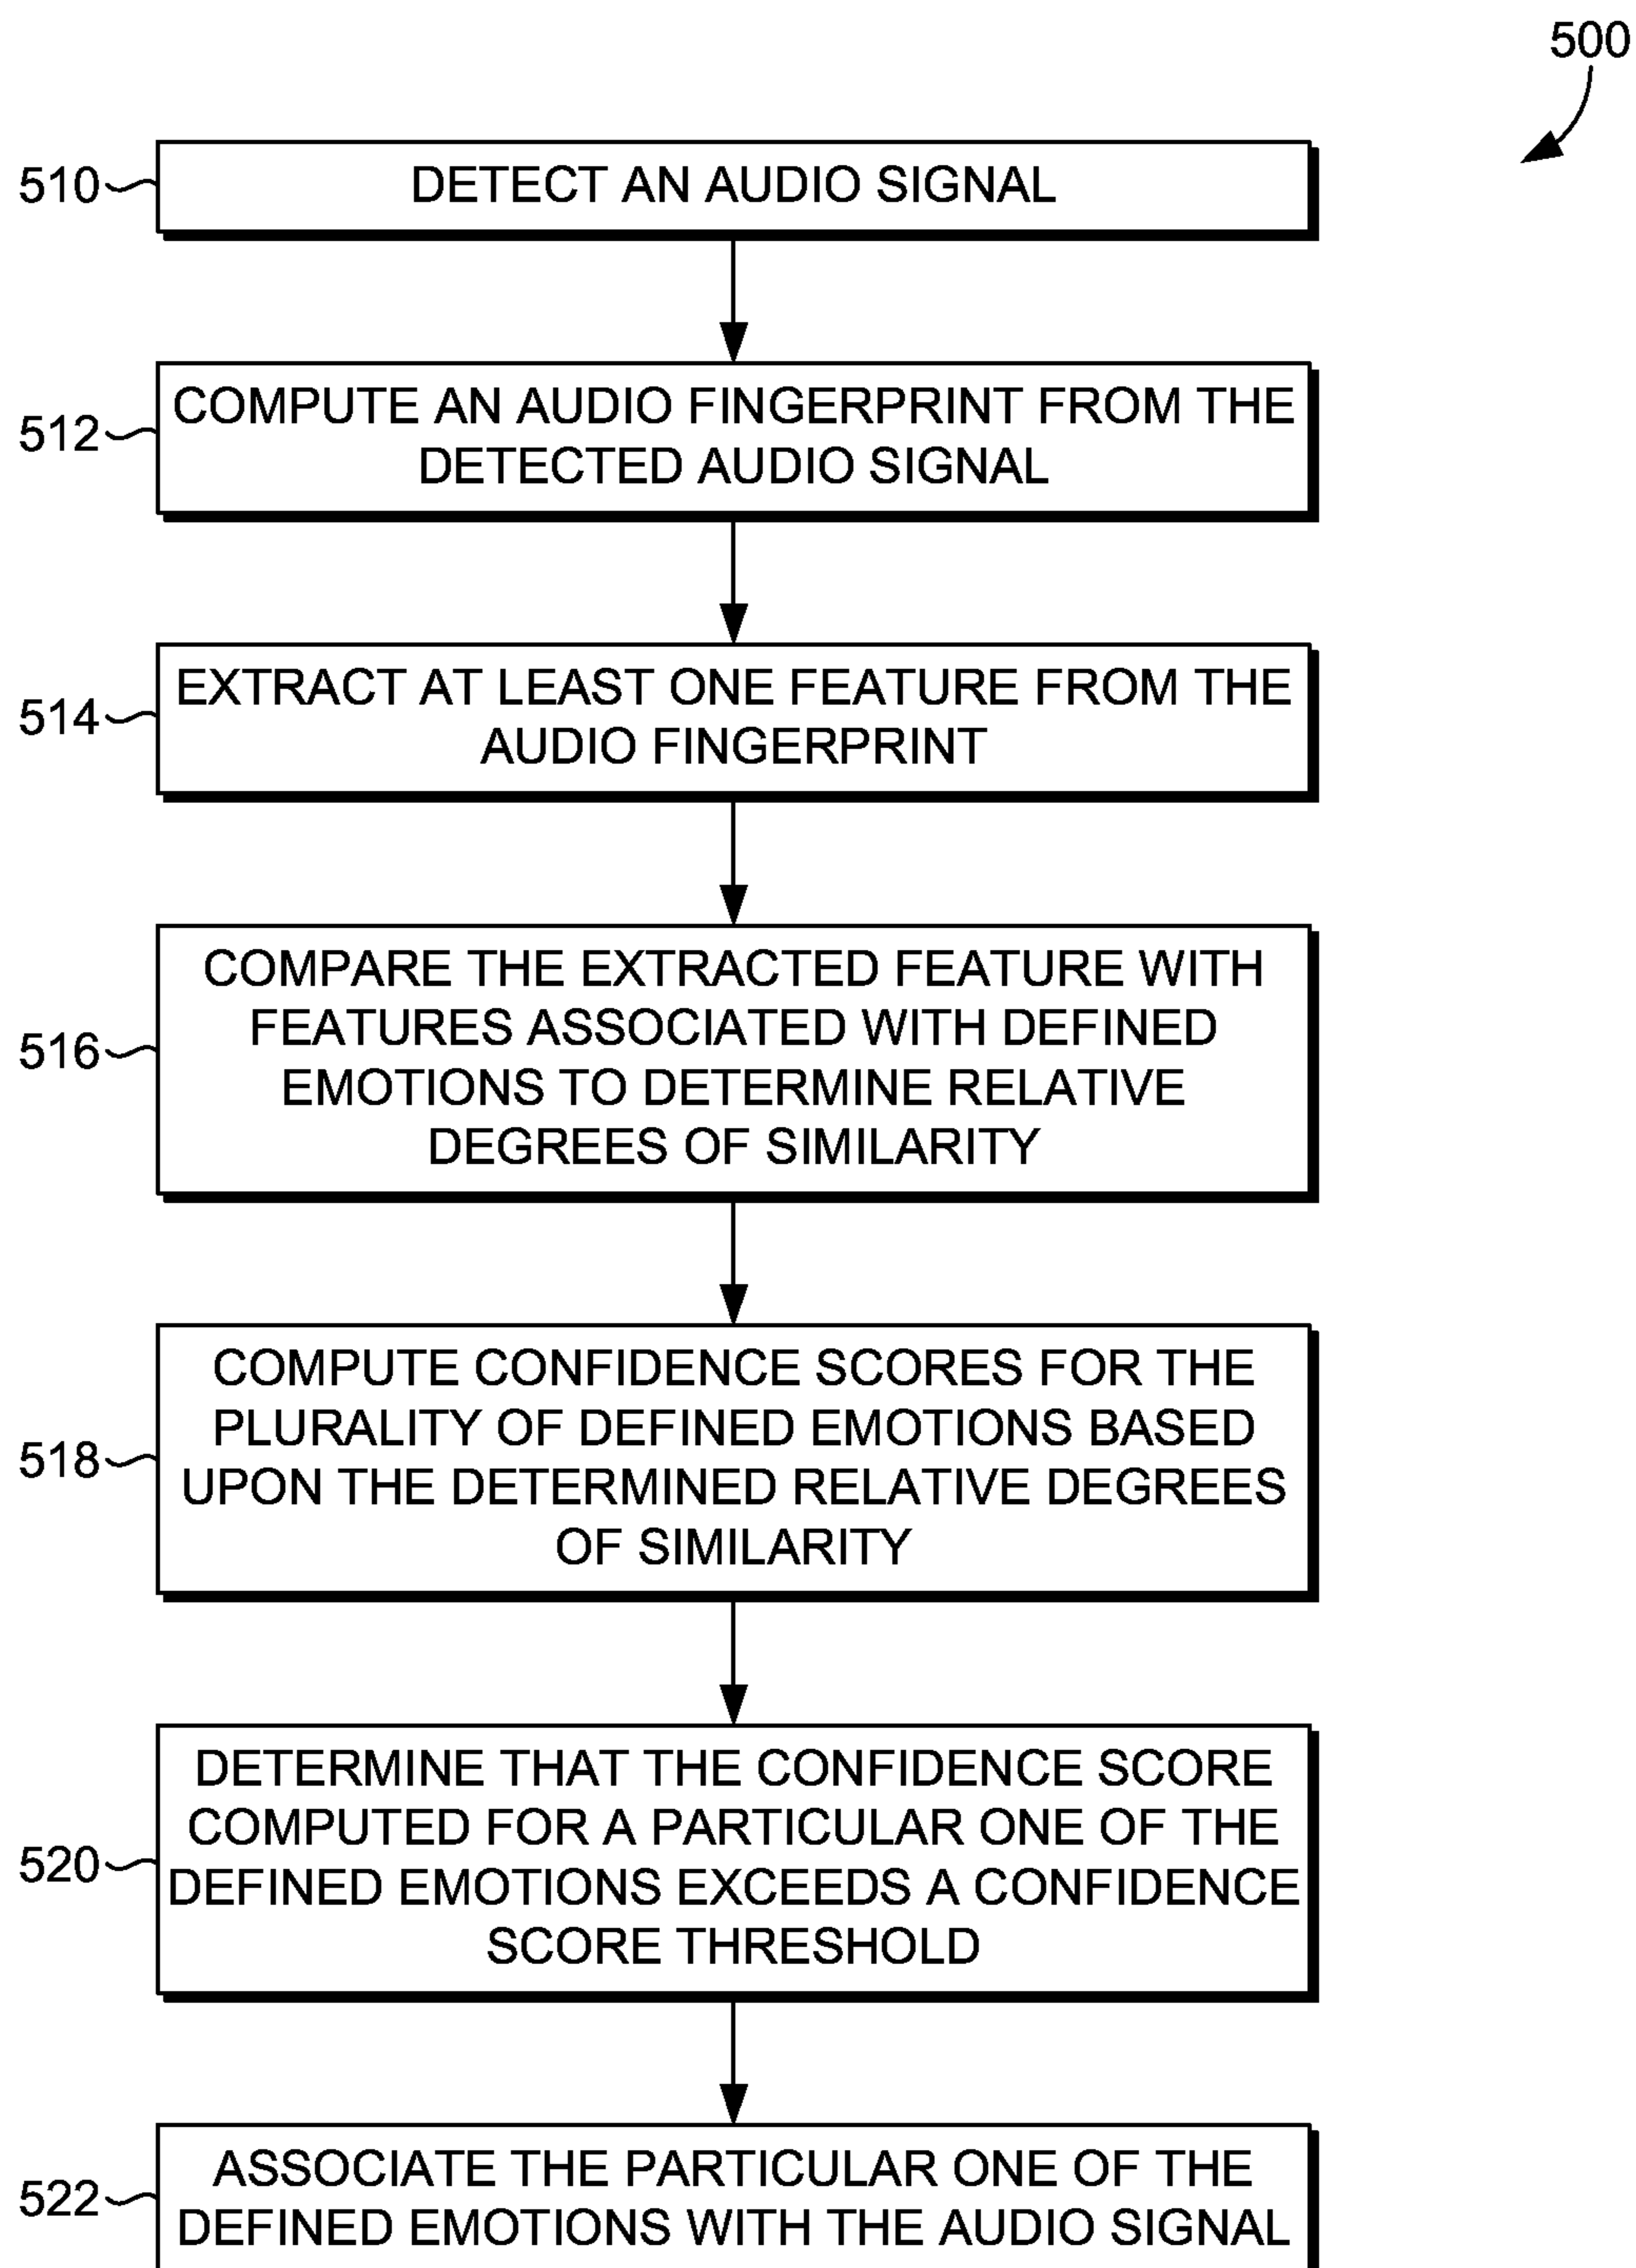 500
510
DETECT AN AUDIO SIGNAL
512
COMPUTE AN AUDIO FINGERPRINT FROM THE
DETECTED AUDIO SIGNAL
514
EXTRACT AT LEAST ONE FEATURE FROM THE
AUDIO FINGERPRINT
516
COMPARE THE EXTRACTED FEATURE WITH
FEATURES ASSOCIATED WITH DEFINED
EMOTIONS TO DETERMINE RELATIVE
DEGREES OF SIMILARITY
518
COMPUTE CONFIDENCE SCORES FOR THE
PLURALITY OF DEFINED EMOTIONS BASED
UPON THE DETERMINED RELATIVE DEGREES
OF SIMILARITY
520
DETERMINE THAT THE CONFIDENCE SCORE
COMPUTED FOR A PARTICULAR ONE OF THE
DEFINED EMOTIONS EXCEEDS A CONFIDENCE
SCORE THRESHOLD
522
ASSOCIATE THE PARTICULAR ONE OF THE
DEFINED EMOTIONS WITH THE AUDIO SIGNAL